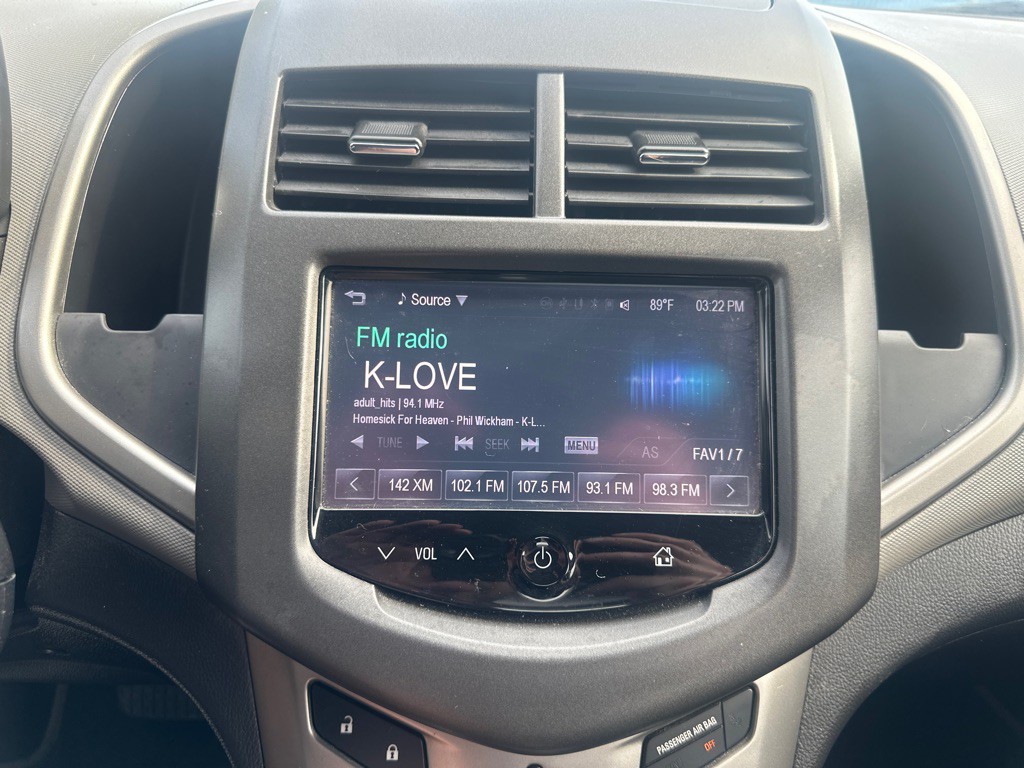 Source 89°F 03:22 PM
FM radio
K-LOVE
adult_hits | 94.1 MHz
Homesick For Heaven - Phil Wickham - K-L...
TUNE SEEK MENU AS FAV1 / 7
142 XM 102.1 FM 107.5 FM 93.1 FM 98.3 FM
VOL
PASSENGER AIR BAG
OFF